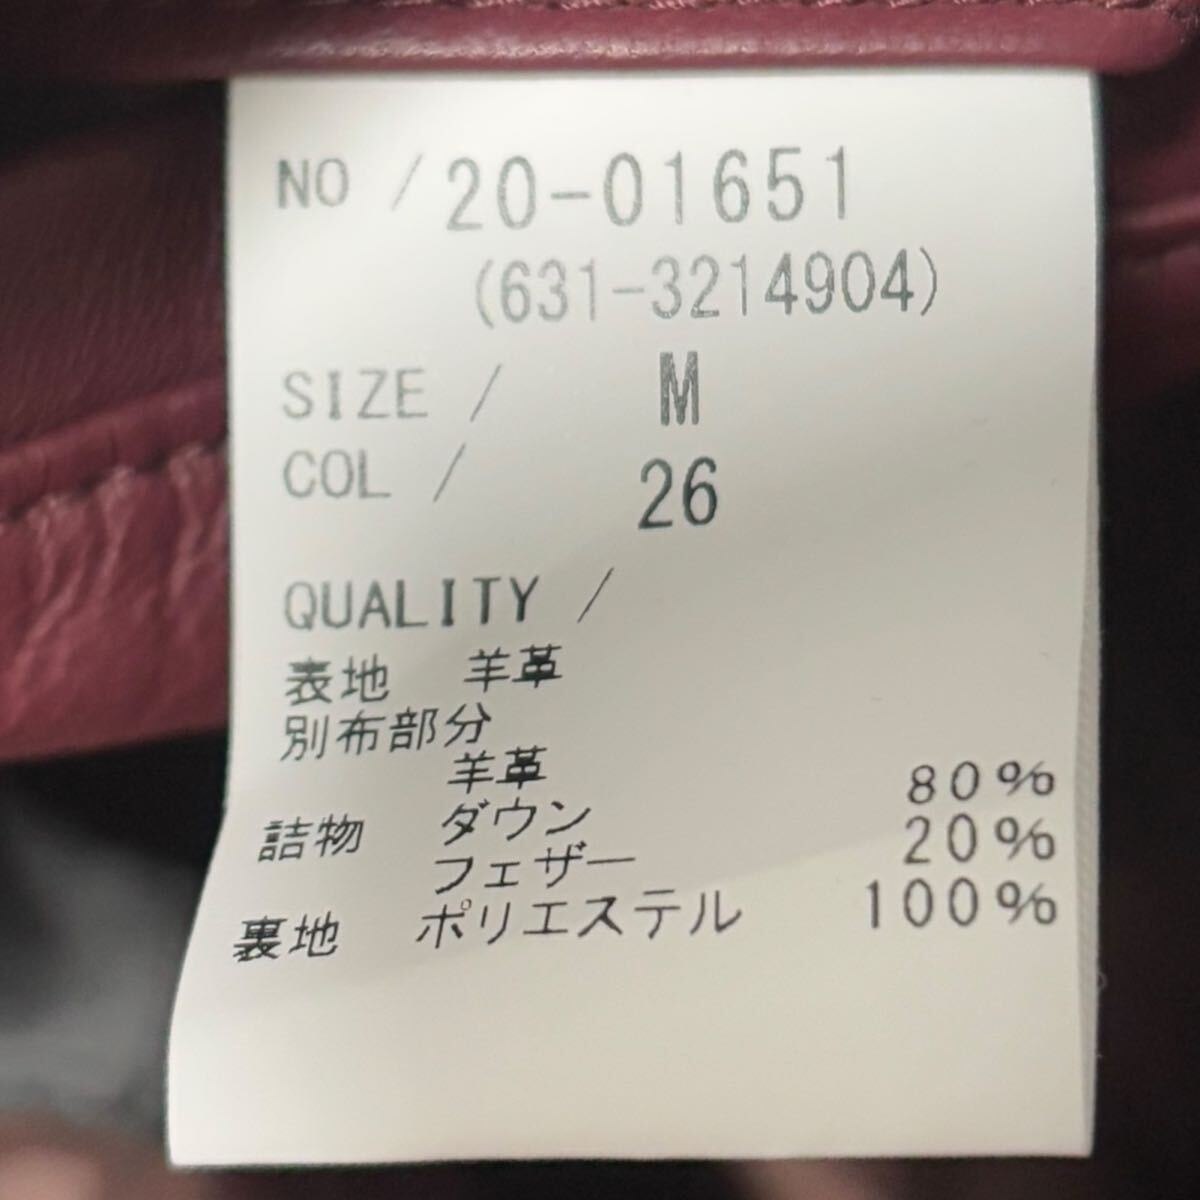 NO / 20-01651
(631-3214904)
SIZE / M
COL / 26
QUALITY /
表地 羊革
別布部分
羊革
詰物 ダウン 80%
フェザー 20%
裏地 ポリエステル 100%